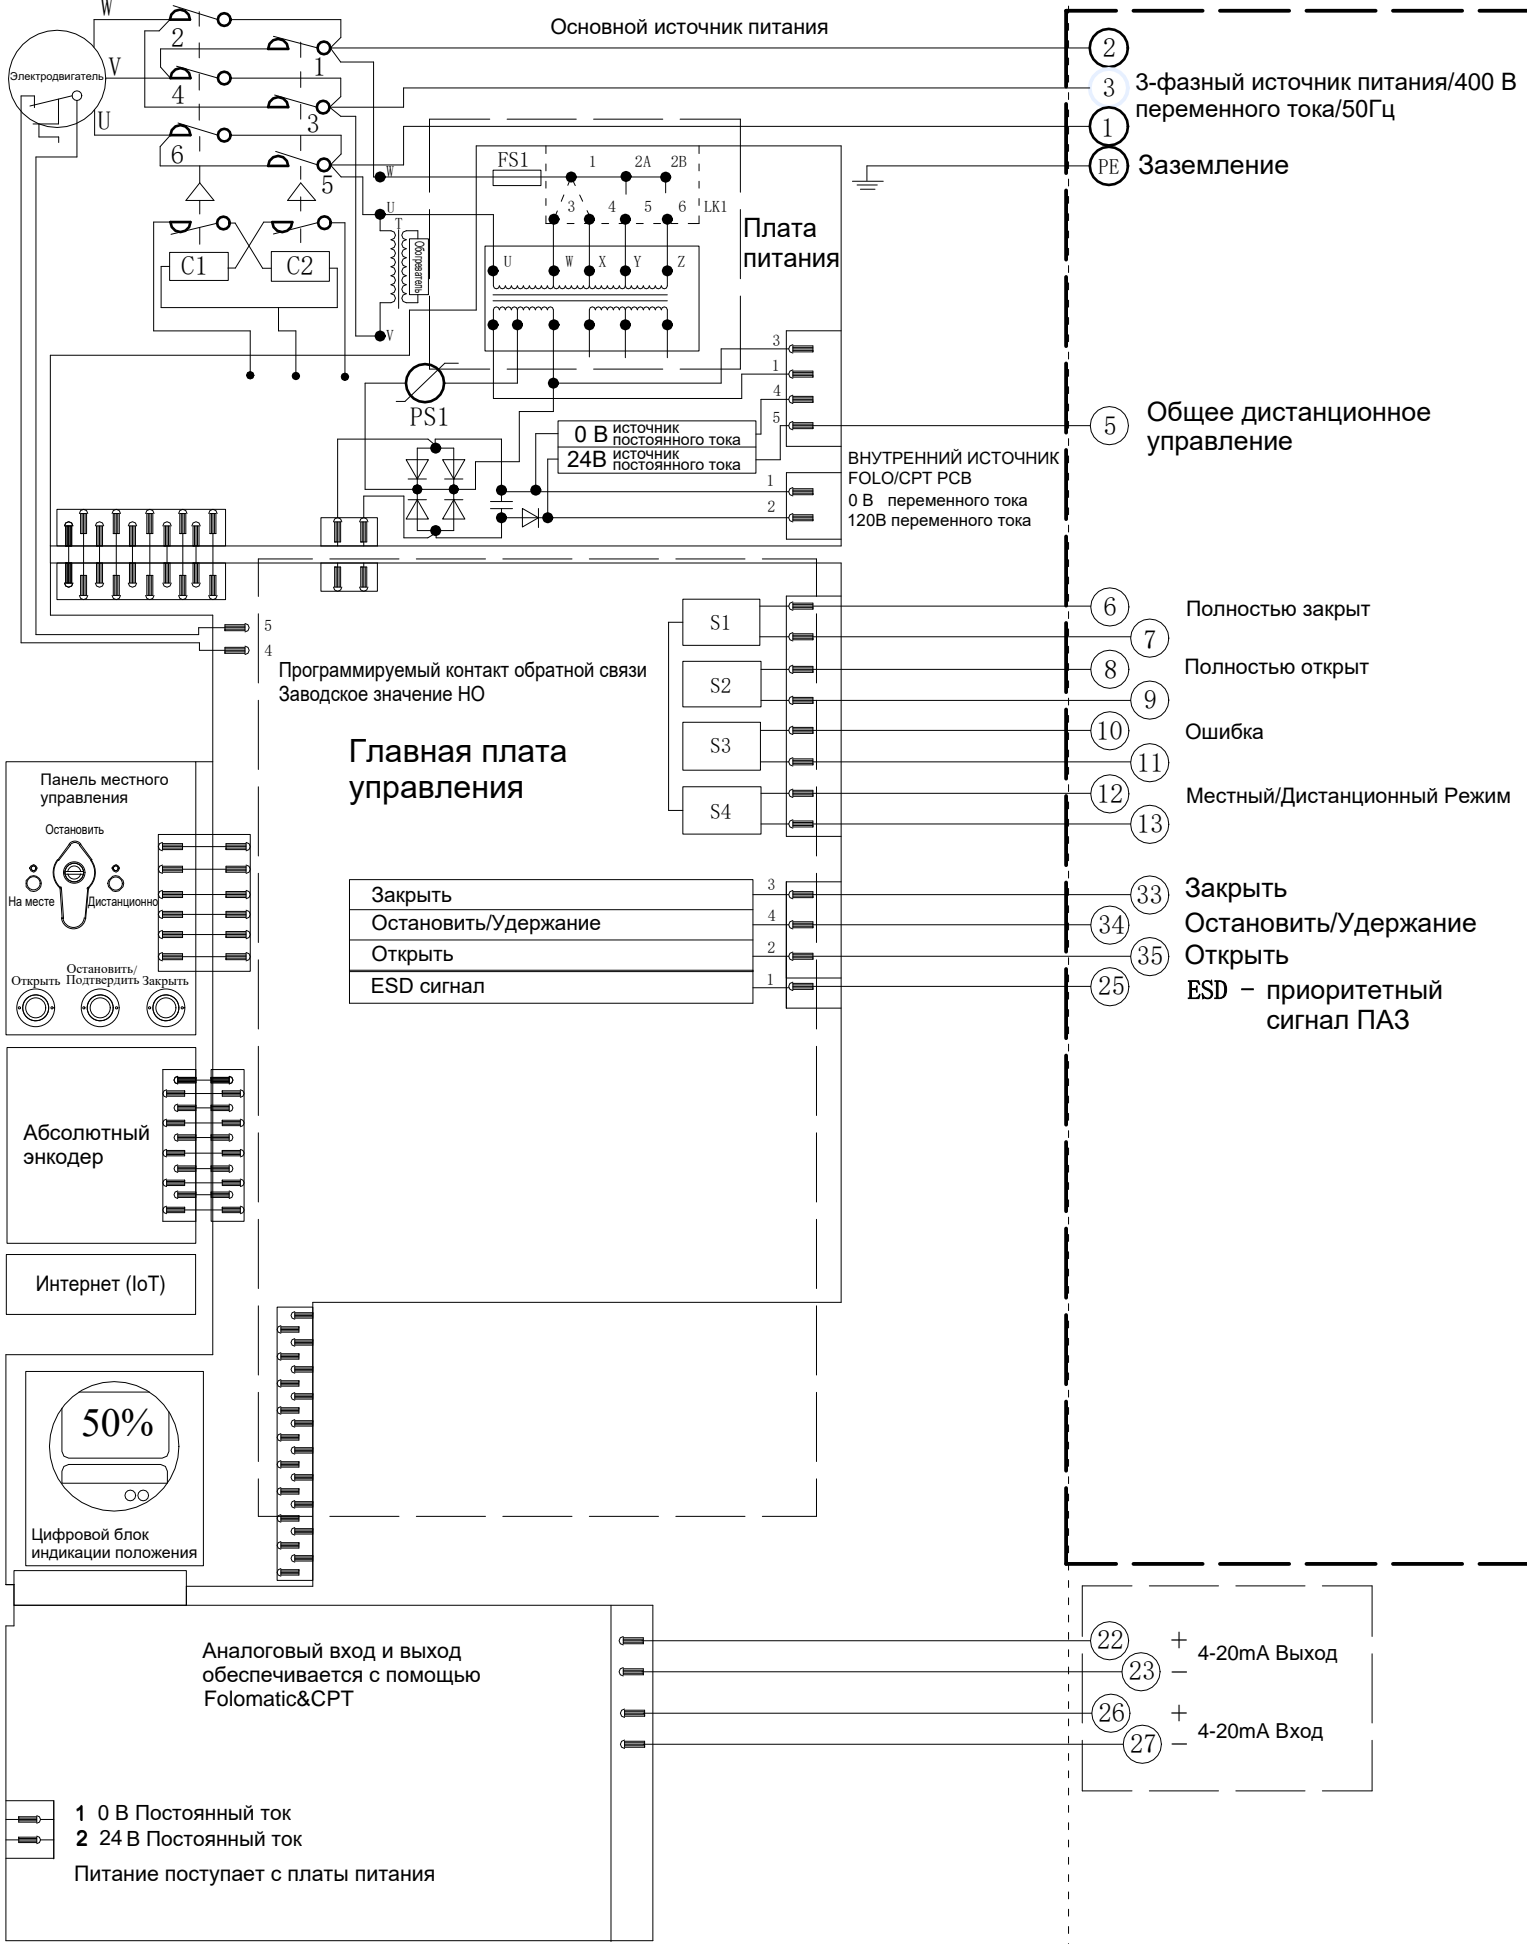 W
Основной источник питания
2
2
Электродвигатель
V
1
4
3
3-фазный источник питания/400 В
переменного тока/50Гц
U
3
1
6
5
FS1
1
2A
2B
PE
Заземление
W
3
4
5
6
LK1
U
T
Обогреватель
Плата
питания
C1
C2
U
W
X
Y
Z
V
3
1
PS1
4
5
0 В источник
постоянного тока
24В источник
постоянного тока
5
Общее дистанционное
управление
1
2
ВНУТРЕННИЙ ИСТОЧНИК
FOLO/CPT PCB
0 В переменного тока
120В переменного тока
5
4
Программируемый контакт обратной связи
Заводское значение НО
Главная плата
управления
S1
S2
S3
S4
6
Полностью закрыт
7
8
Полностью открыт
9
10
Ошибка
11
12
Местный/Дистанционный Режим
13
Панель местного
управления
Остановить
На месте
Дистанционно
Открыть
Остановить/
Подтвердить
Закрыть
Закрыть
3
33
Закрыть
Остановить/Удержание
4
34
Остановить/Удержание
Открыть
2
35
Открыть
ESD сигнал
1
25
ESD - приоритетный
сигнал ПАЗ
Абсолютный
энкодер
Интернет (IoT)
50%
Цифровой блок
индикации положения
Аналоговый вход и выход
обеспечивается с помощью
Folomatic&CPT
22
+
4-20mA Выход
23
−
26
+
4-20mA Вход
27
−
1 0 В Постоянный ток
2 24 В Постоянный ток
Питание поступает с платы питания